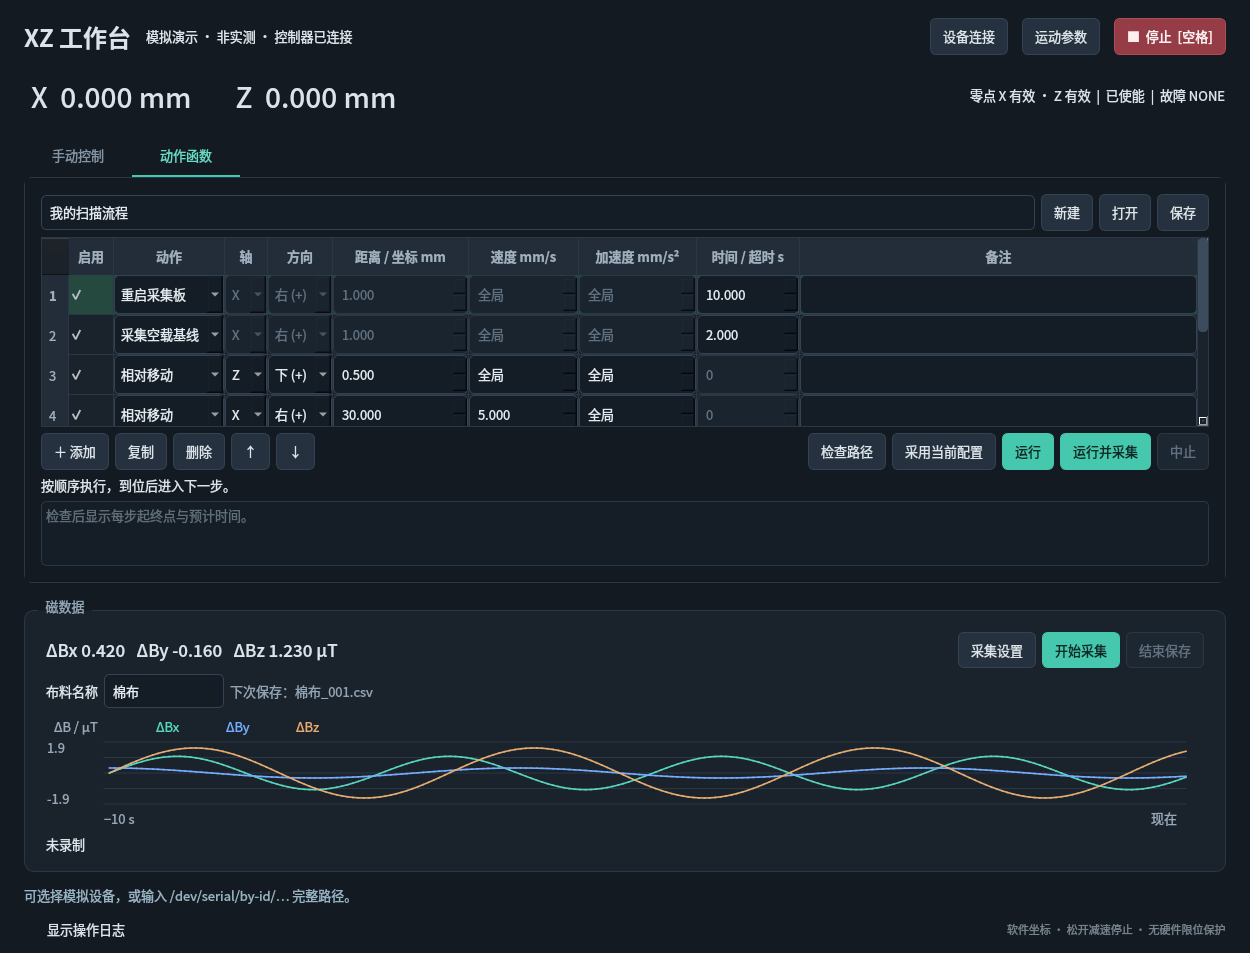 XZ 工作台 模拟演示 · 非实测 · 控制器已连接 设备连接 运动参数 ■ 停止 [空格]
X 0.000 mm Z 0.000 mm 零点 X 有效 · Z 有效 | 已使能 | 故障 NONE
手动控制 动作函数
我的扫描流程 新建 打开 保存
启用 动作 轴 方向 距离 / 坐标 mm 速度 mm/s 加速度 mm/s² 时间 / 超时 s 备注
1 ✓ 重启采集板 X 右 (+) 1.000 全局 全局 10.000
2 ✓ 采集空载基线 X 右 (+) 1.000 全局 全局 2.000
3 ✓ 相对移动 Z 下 (+) 0.500 全局 全局 0
4 ✓ 相对移动 X 右 (+) 30.000 5.000 全局 0
＋ 添加 复制 删除 ↑ ↓ 检查路径 采用当前配置 运行 运行并采集 中止
按顺序执行，到位后进入下一步。
检查后显示每步起终点与预计时间。
磁数据
ΔBx 0.420 ΔBy -0.160 ΔBz 1.230 μT 采集设置 开始采集 结束保存
布料名称 棉布 下次保存：棉布_001.csv
ΔB / μT ΔBx ΔBy ΔBz
1.9
-1.9
−10 s 现在
未录制
可选择模拟设备，或输入 /dev/serial/by-id/… 完整路径。
显示操作日志 软件坐标 · 松开减速停止 · 无硬件限位保护